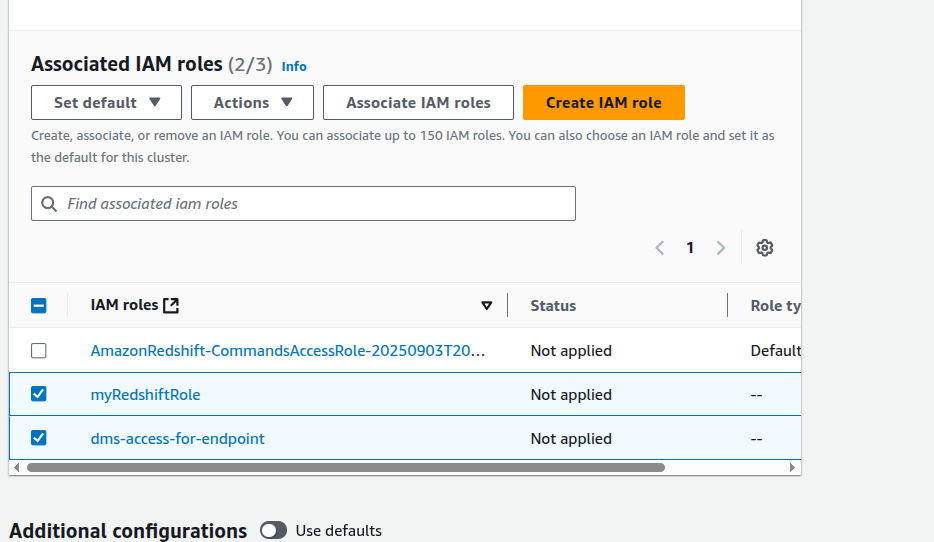 Associated IAM roles (2/3) Info
Set default Actions Associate IAM roles Create IAM role
Create, associate, or remove an IAM role. You can associate up to 150 IAM roles. You can also choose an IAM role and set it as
the default for this cluster.
Find associated iam roles
1
IAM roles Status Role ty
AmazonRedshift-CommandsAccessRole-20250903T20... Not applied Default
myRedshiftRole Not applied --
dms-access-for-endpoint Not applied --
Additional configurations Use defaults